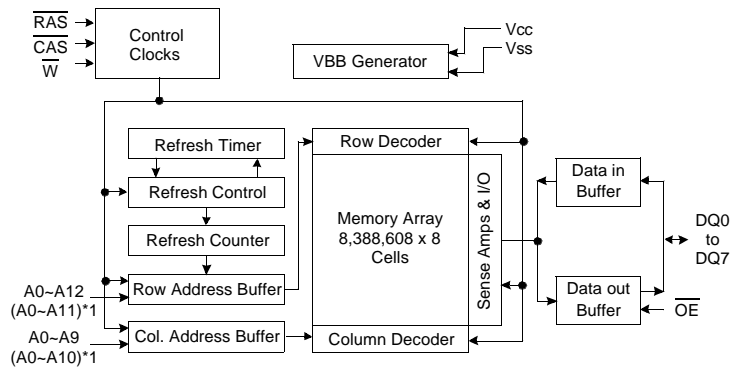 RAS
CAS
W
Control
Clocks
VBB Generator
Vcc
Vss
Refresh Timer
Refresh Control
Refresh Counter
Row Address Buffer
Col. Address Buffer
A0~A12
(A0~A11)*1
A0~A9
(A0~A10)*1
Row Decoder
Memory Array
8,388,608 x 8
Cells
Column Decoder
Sense Amps & I/O
Data in
Buffer
Data out
Buffer
DQ0
to
DQ7
OE